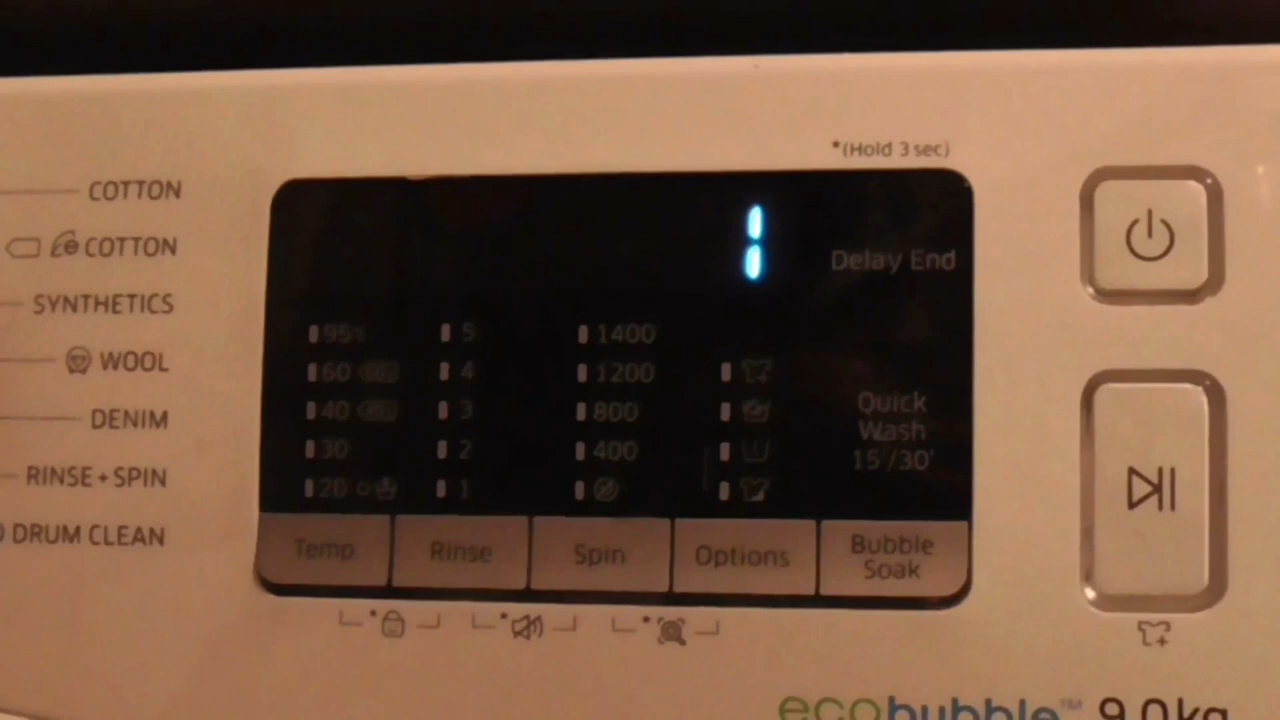 *(Hold 3 sec)
COTTON
COTTON
SYNTHETICS
WOOL
DENIM
RINSE + SPIN
DRUM CLEAN
1
Delay End
95℃ 5 1400
60 4 1200
40 3 800
30 2 400
20 1
Quick
Wash
15'/30'
Temp. Rinse Spin Options Bubble
Soak
* * *
ecobubble™ 9.0kg